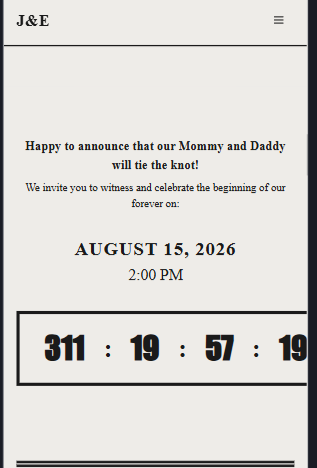 J&E
Happy to announce that our Mommy and Daddy
will tie the knot!
We invite you to witness and celebrate the beginning of our
forever on:
AUGUST 15, 2026
2:00 PM
311 : 19 : 57 : 19